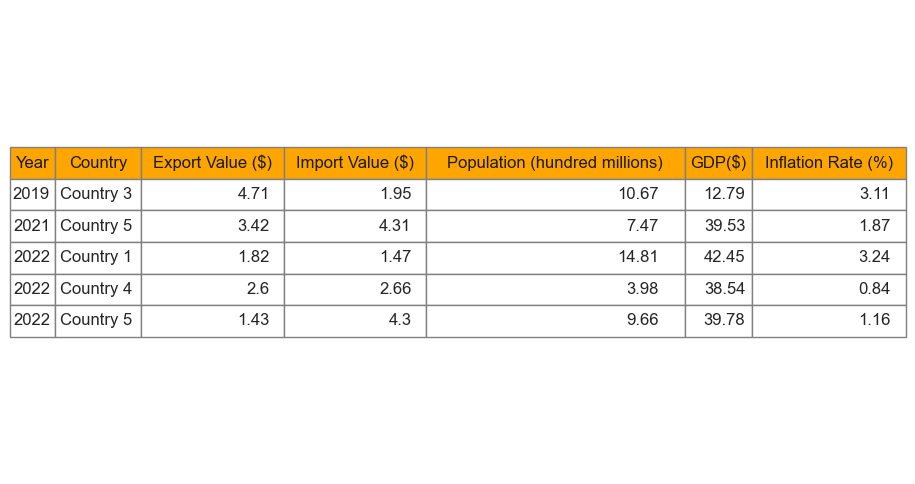 Year Country Export Value ($) Import Value ($) Population (hundred millions) GDP($) Inflation Rate (%)
2019 Country 3 4.71 1.95 10.67 12.79 3.11
2021 Country 5 3.42 4.31 7.47 39.53 1.87
2022 Country 1 1.82 1.47 14.81 42.45 3.24
2022 Country 4 2.6 2.66 3.98 38.54 0.84
2022 Country 5 1.43 4.3 9.66 39.78 1.16